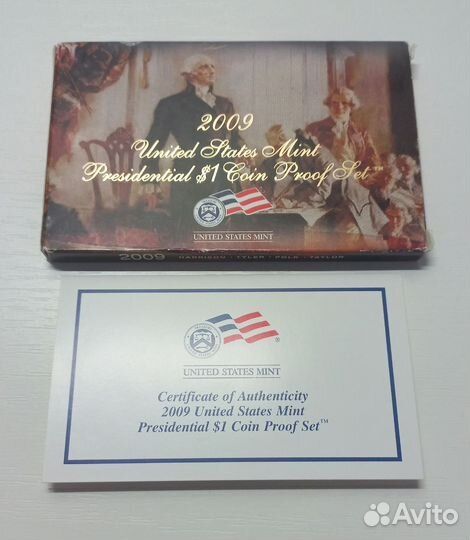 2009
United States Mint
Presidential $1 Coin Proof Set™
UNITED STATES MINT
2009 HARRISON · TYLER · POLK · TAYLOR
UNITED STATES MINT
Certificate of Authenticity
2009 United States Mint
Presidential $1 Coin Proof Set™
Avito